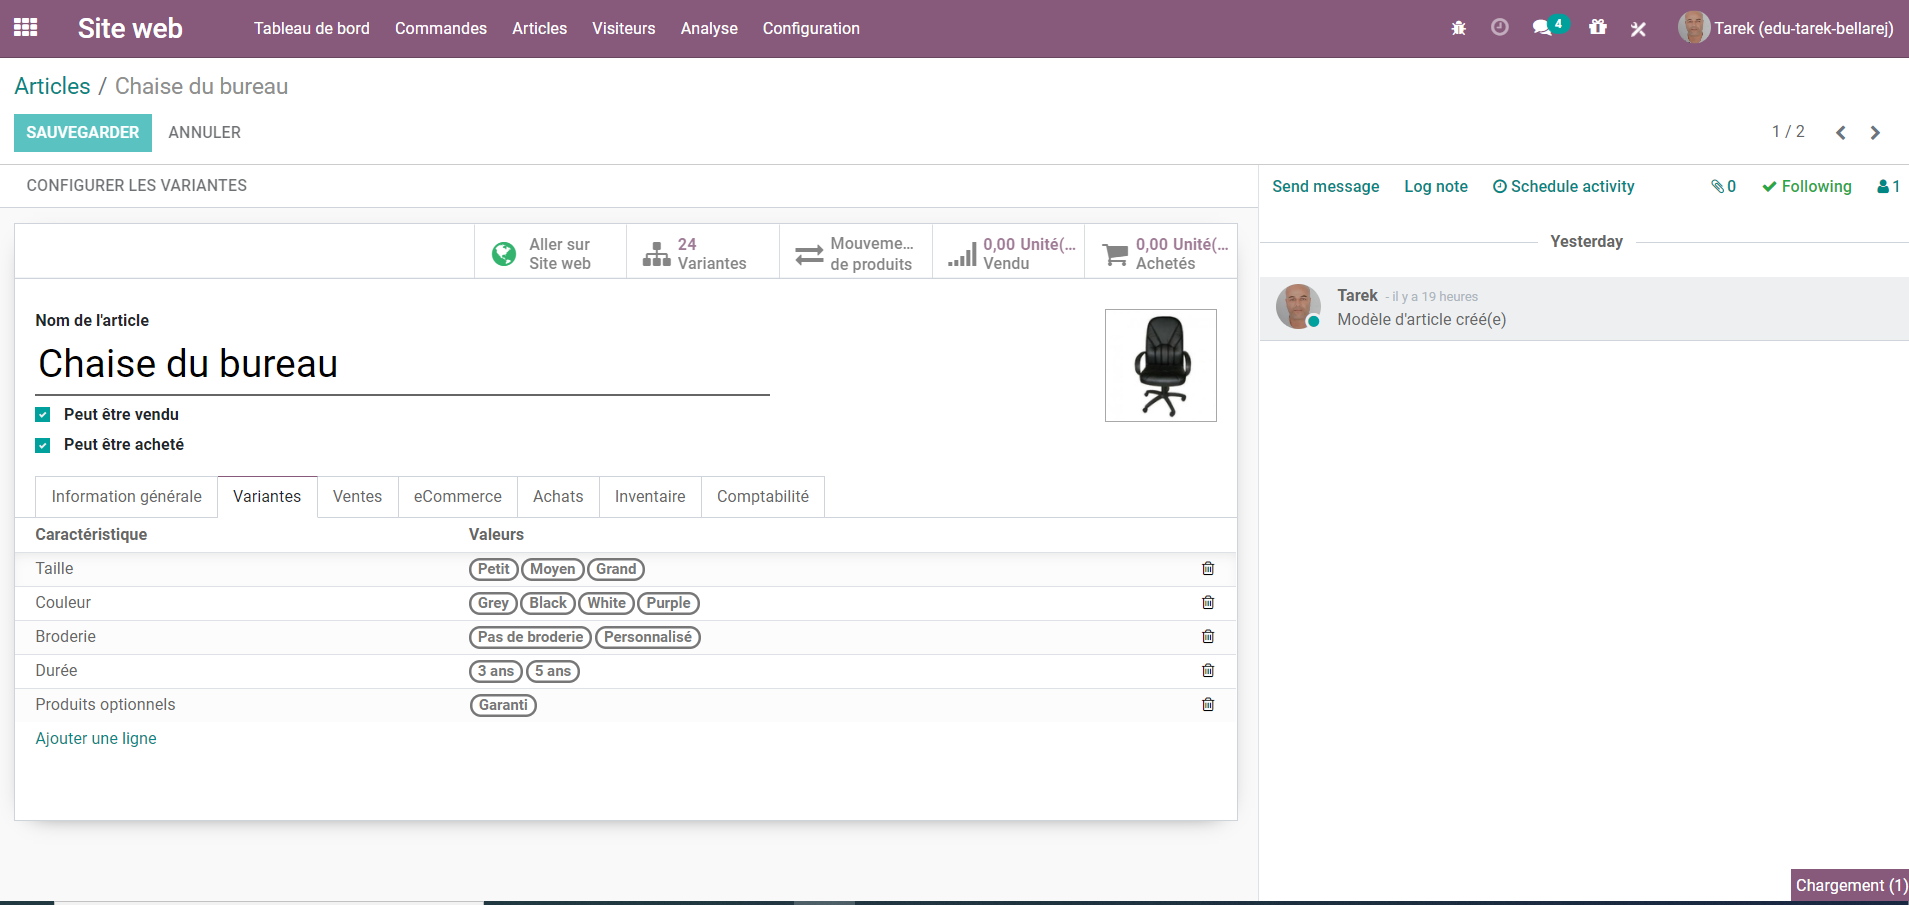 Site web
Tableau de bord Commandes Articles Visiteurs Analyse Configuration
4
Tarek (edu-tarek-bellarej)
Articles / Chaise du bureau
SAUVEGARDER ANNULER
1 / 2
CONFIGURER LES VARIANTES
Send message Log note Schedule activity 0 Following 1
Aller sur
Site web
24
Variantes
Mouveme...
de produits
0,00 Unité(...
Vendu
0,00 Unité(...
Achetés
Yesterday
Tarek - il y a 19 heures
Modèle d'article créé(e)
Nom de l'article
Chaise du bureau
Peut être vendu
Peut être acheté
Information générale Variantes Ventes eCommerce Achats Inventaire Comptabilité
Caractéristique Valeurs
Taille Petit Moyen Grand
Couleur Grey Black White Purple
Broderie Pas de broderie Personnalisé
Durée 3 ans 5 ans
Produits optionnels Garanti
Ajouter une ligne
Chargement (1)